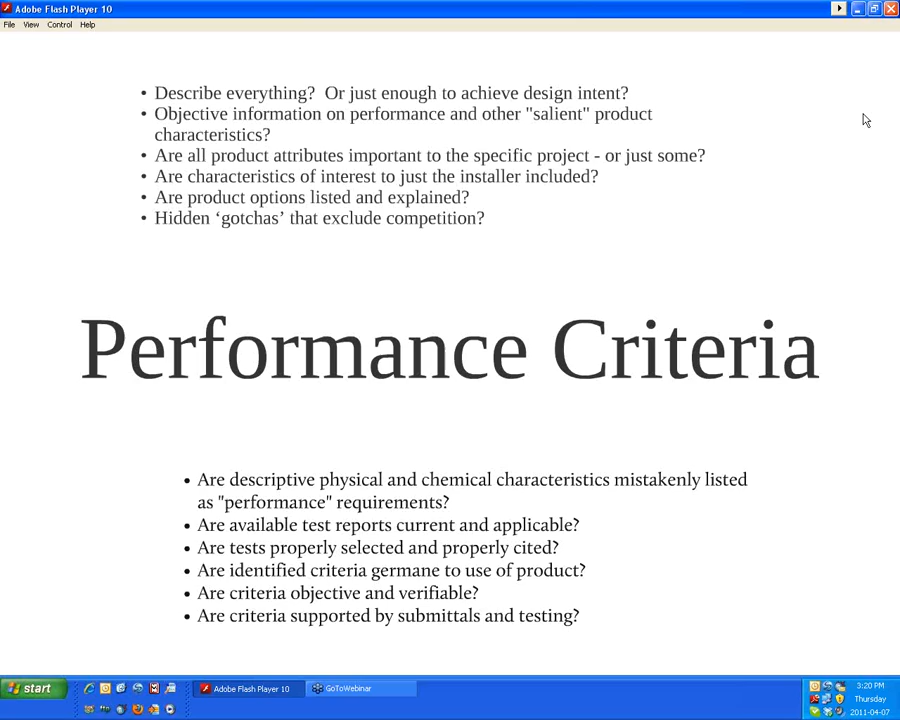 Adobe Flash Player 10
File View Control Help
• Describe everything? Or just enough to achieve design intent?
• Objective information on performance and other "salient" product
characteristics?
• Are all product attributes important to the specific project - or just some?
• Are characteristics of interest to just the installer included?
• Are product options listed and explained?
• Hidden ‘gotchas’ that exclude competition?
Performance Criteria
• Are descriptive physical and chemical characteristics mistakenly listed
as "performance" requirements?
• Are available test reports current and applicable?
• Are tests properly selected and properly cited?
• Are identified criteria germane to use of product?
• Are criteria objective and verifiable?
• Are criteria supported by submittals and testing?
start
Adobe Flash Player 10
GoToWebinar
3:20 PM
Thursday
2011-04-07